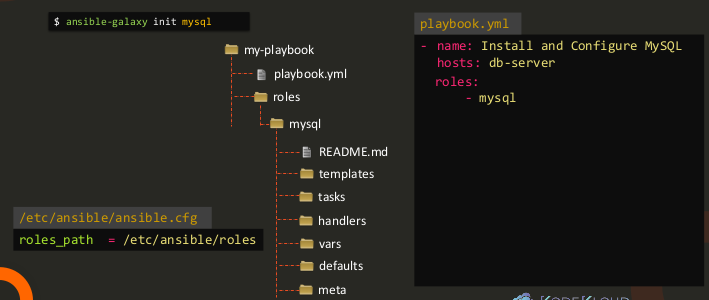 $ ansible-galaxy init mysql
my-playbook
playbook.yml
roles
mysql
README.md
templates
tasks
handlers
vars
defaults
meta
/etc/ansible/ansible.cfg
roles_path = /etc/ansible/roles
playbook.yml
- name: Install and Configure MySQL
hosts: db-server
roles:
- mysql
KODEKLOUD